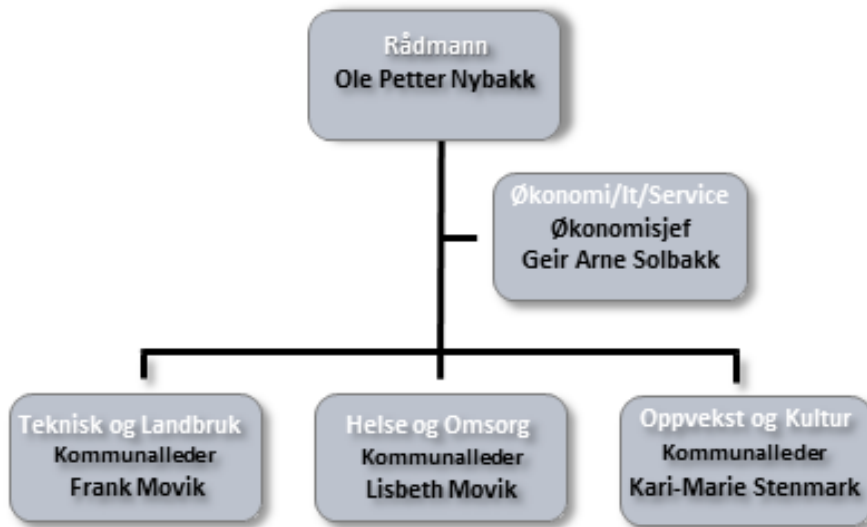 Rådmann
Ole Petter Nybakk
Økonomi/It/Service
Økonomisjef
Geir Arne Solbakk
Teknisk og Landbruk
Kommunalleder
Frank Movik
Helse og Omsorg
Kommunalleder
Lisbeth Movik
Oppvekst og Kultur
Kommunalleder
Kari-Marie Stenmark